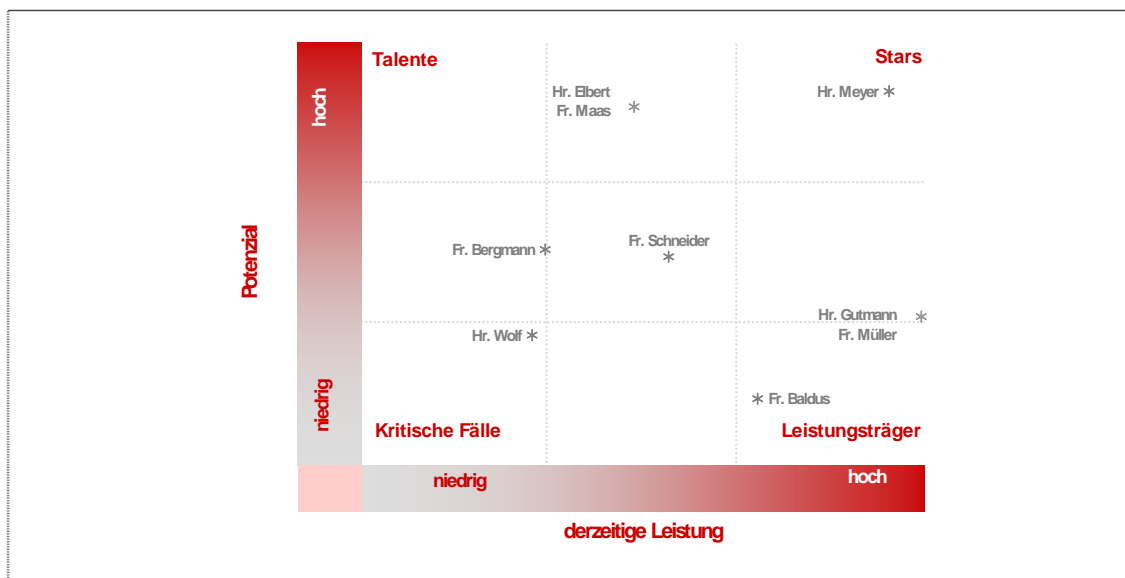 Talente
Stars
hoch
Hr. Elbert
Fr. Maas
Hr. Meyer
Potenzial
Fr. Bergmann
Fr. Schneider
Hr. Wolf
Hr. Gutmann
Fr. Müller
niedrig
Fr. Baldus
Kritische Fälle
Leistungsträger
niedrig
hoch
derzeitige Leistung